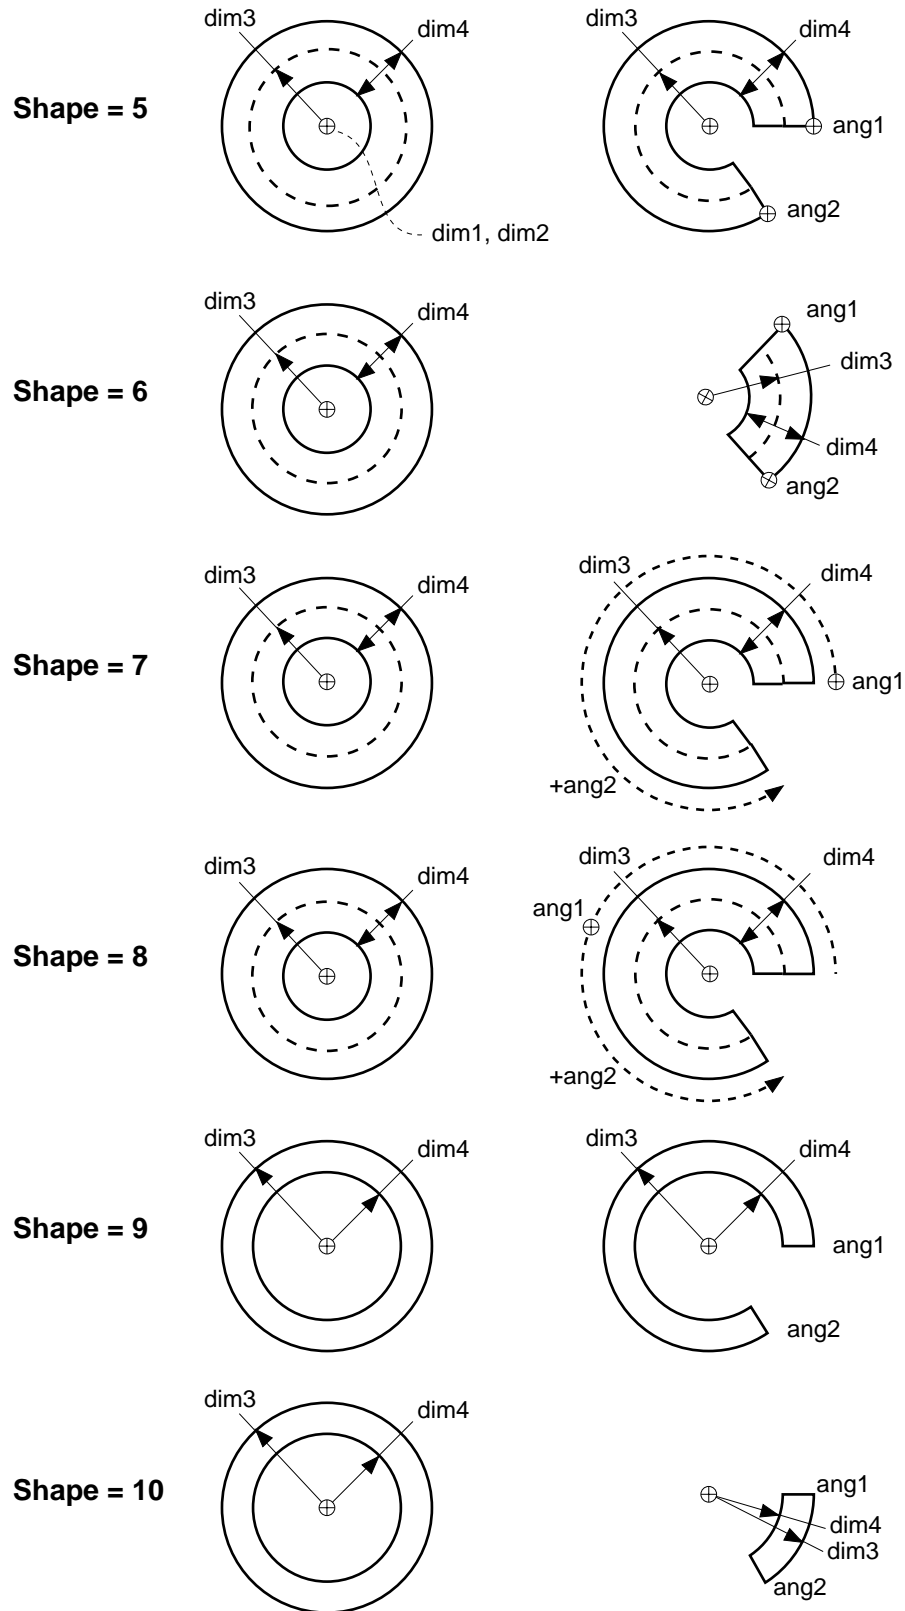 dim3
dim4
dim3
dim4
Shape = 5
ang1
ang2
dim1, dim2
dim3
dim4
ang1
dim3
Shape = 6
dim4
ang2
dim3
dim4
dim3
dim4
Shape = 7
ang1
+ang2
dim3
dim4
dim3
dim4
ang1
Shape = 8
+ang2
dim3
dim4
dim3
dim4
Shape = 9
ang1
ang2
dim3
dim4
Shape = 10
ang1
dim4
dim3
ang2